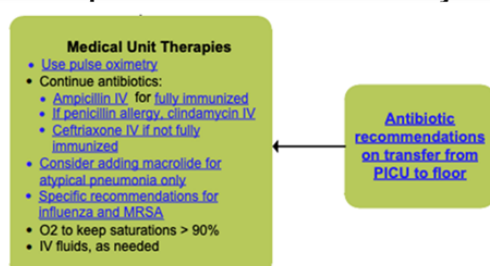 Medical Unit Therapies
• Use pulse oximetry
• Continue antibiotics:
• Ampicillin IV for fully immunized
• If penicillin allergy, clindamycin IV
• Ceftriaxone IV if not fully
immunized
• Consider adding macrolide for
atypical pneumonia only
• Specific recommendations for
influenza and MRSA
• O2 to keep saturations > 90%
• IV fluids, as needed
Antibiotic
recommendations
on transfer from
PICU to floor